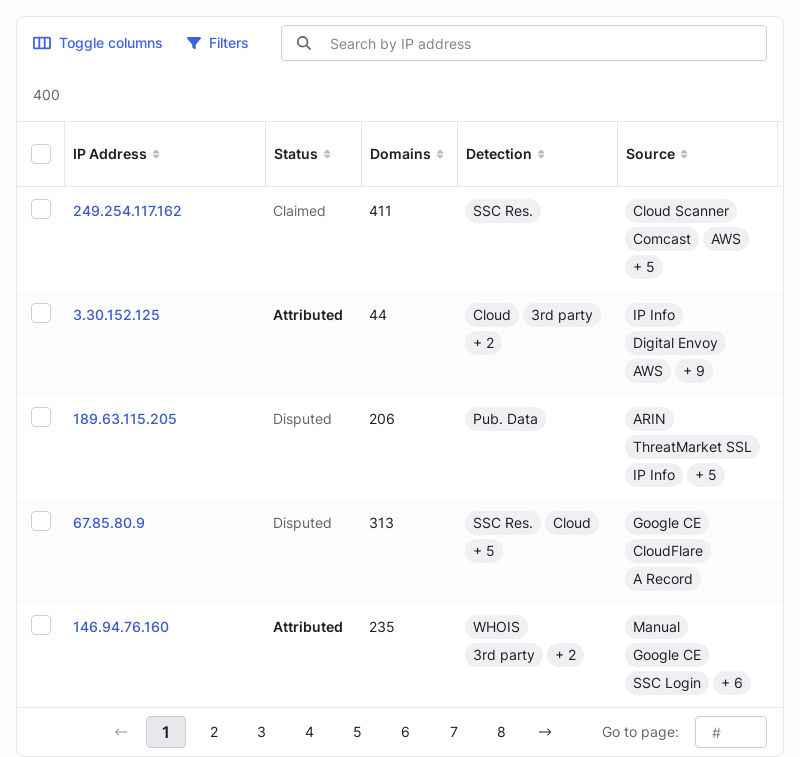 Toggle columns Filters Search by IP address
400
IP Address Status Domains Detection Source
249.254.117.162 Claimed 411 SSC Res. Cloud Scanner
Comcast AWS
+ 5
3.30.152.125 Attributed 44 Cloud 3rd party IP Info
+ 2 Digital Envoy
AWS + 9
189.63.115.205 Disputed 206 Pub. Data ARIN
ThreatMarket SSL
IP Info + 5
67.85.80.9 Disputed 313 SSC Res. Cloud Google CE
+ 5 CloudFlare
A Record
146.94.76.160 Attributed 235 WHOIS Manual
3rd party + 2 Google CE
SSC Login + 6
← 1 2 3 4 5 6 7 8 → Go to page: #